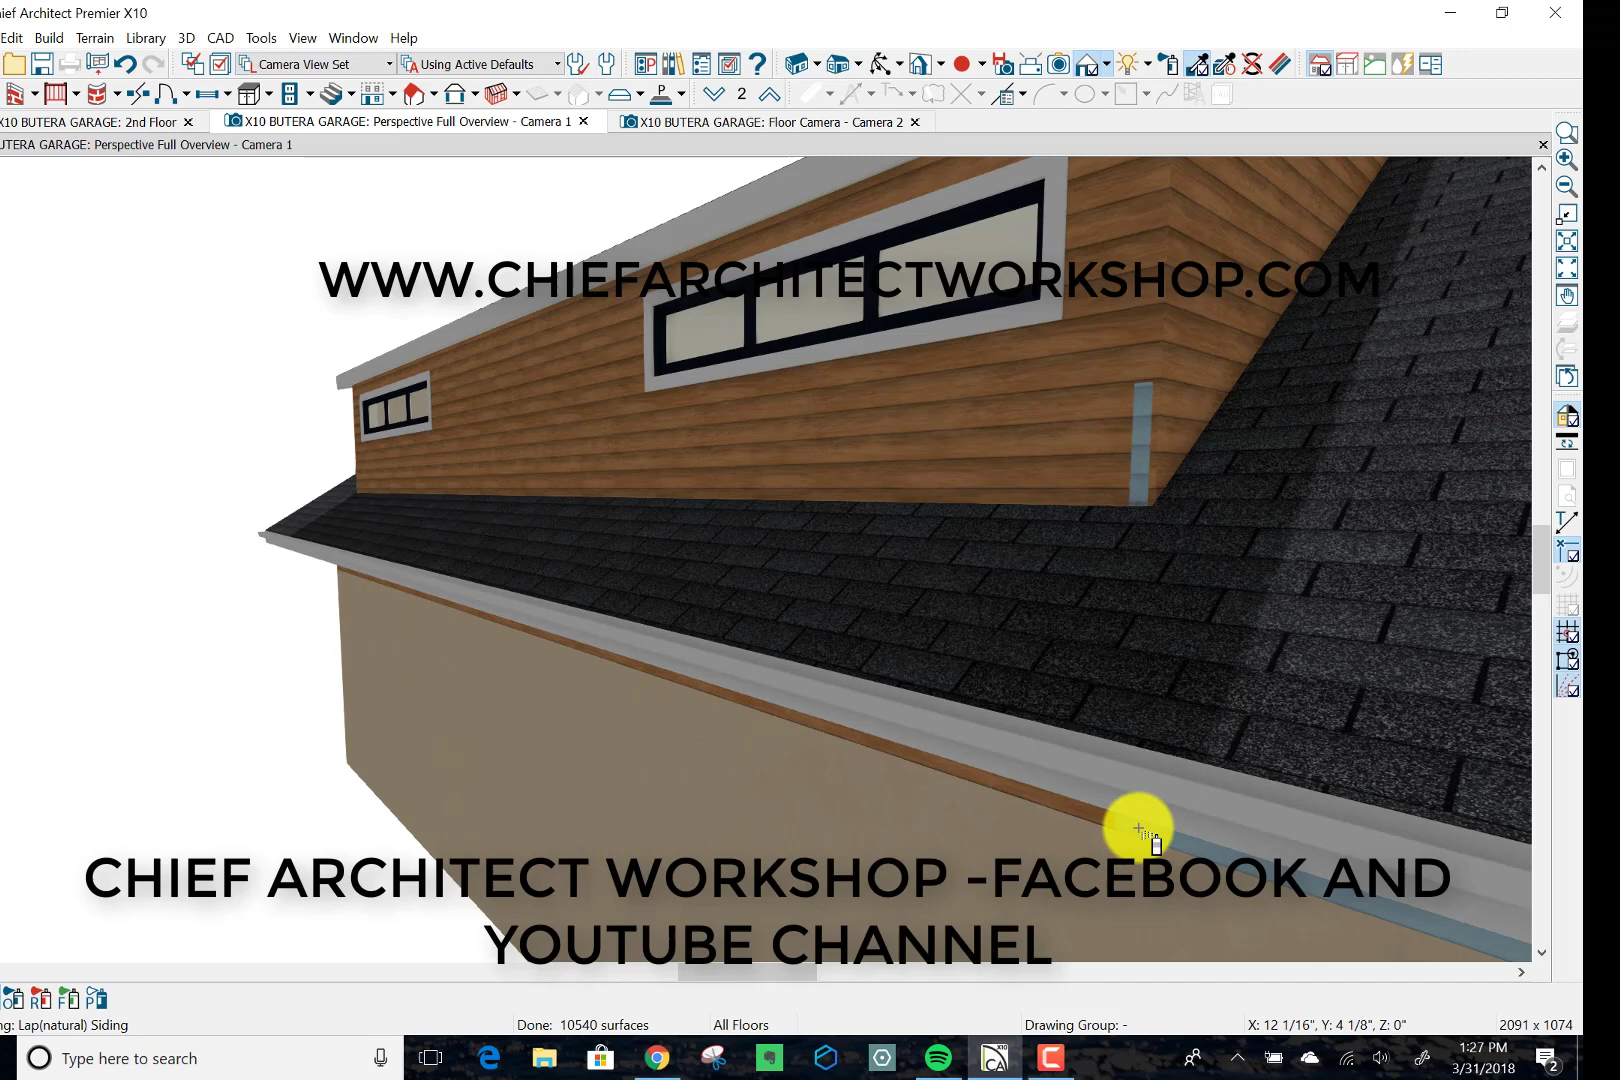 ief Architect Premier X10
Edit Build Terrain Library 3D CAD Tools View Window Help
Camera View Set Using Active Defaults
2
X10 BUTERA GARAGE: 2nd Floor X10 BUTERA GARAGE: Perspective Full Overview - Camera 1 X10 BUTERA GARAGE: Floor Camera - Camera 2
UTERA GARAGE: Perspective Full Overview - Camera 1
WWW.CHIEFARCHITECTWORKSHOP.COM
CHIEF ARCHITECT WORKSHOP -FACEBOOK AND
YOUTUBE CHANNEL
O R F P
ng: Lap(natural) Siding Done: 10540 surfaces All Floors Drawing Group: - X: 12 1/16", Y: 4 1/8", Z: 0" 2091 x 1074
Type here to search
X10
CA
1:27 PM
3/31/2018
2